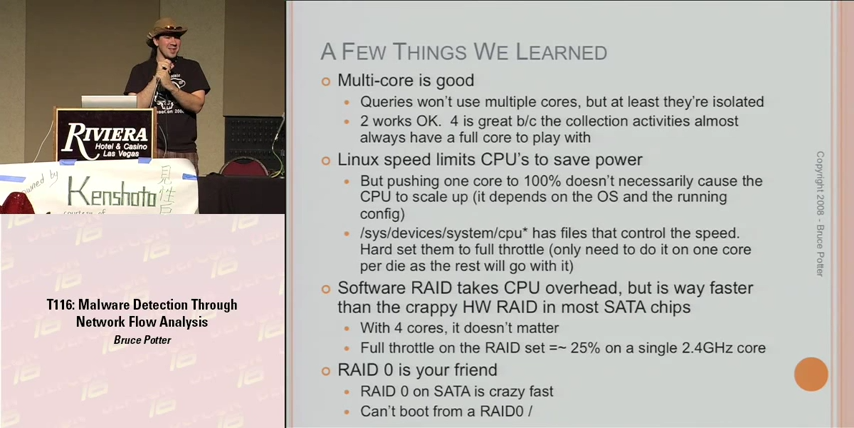 RIVIERA
Hotel & Casino
Las Vegas
owned by
Kenshoto
見性
T116: Malware Detection Through
Network Flow Analysis
Bruce Potter
A FEW THINGS WE LEARNED
Multi-core is good
Queries won't use multiple cores, but at least they're isolated
2 works OK. 4 is great b/c the collection activities almost
always have a full core to play with
Linux speed limits CPU's to save power
But pushing one core to 100% doesn't necessarily cause the
CPU to scale up (it depends on the OS and the running
config)
/sys/devices/system/cpu* has files that control the speed.
Hard set them to full throttle (only need to do it on one core
per die as the rest will go with it)
Software RAID takes CPU overhead, but is way faster
than the crappy HW RAID in most SATA chips
With 4 cores, it doesn't matter
Full throttle on the RAID set =~ 25% on a single 2.4GHz core
RAID 0 is your friend
RAID 0 on SATA is crazy fast
Can't boot from a RAID0 /
Copyright 2008 - Bruce Potter